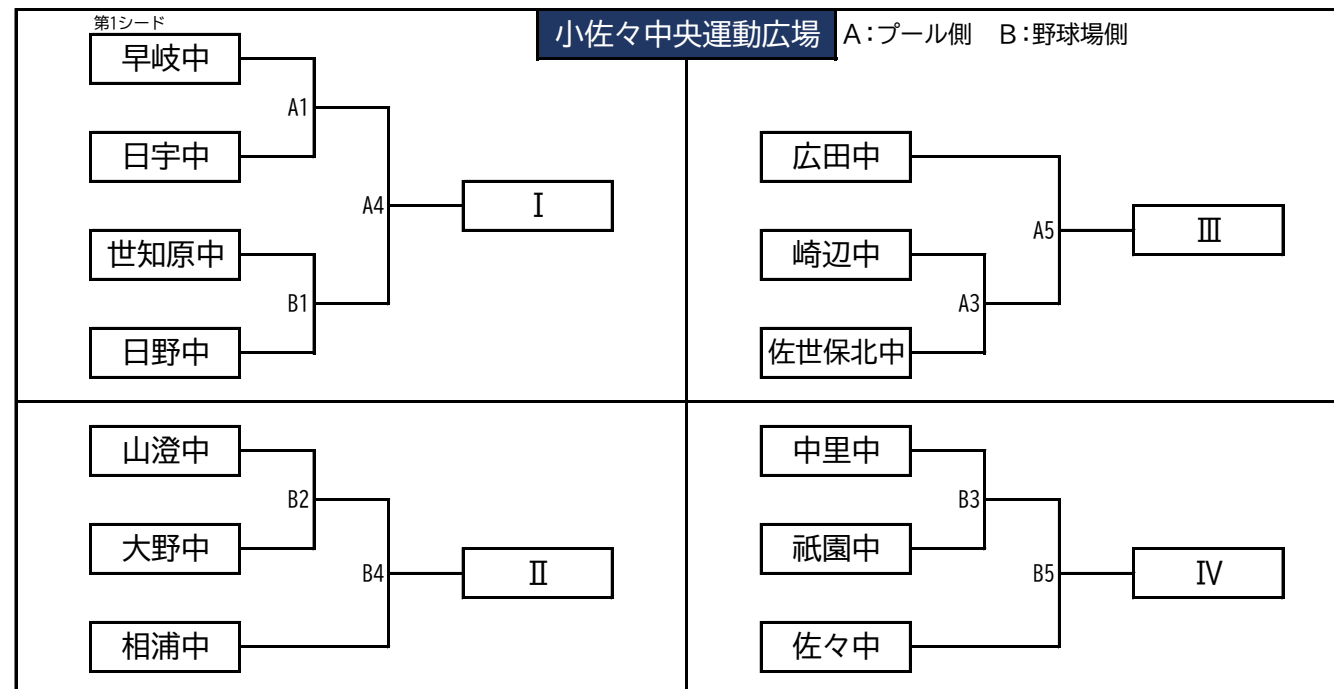 小佐々中央運動広場 A：プール側 B：野球場側
第1シード
早岐中
A1
日宇中
A4
Ⅰ
世知原中
B1
日野中
広田中
A5
Ⅲ
崎辺中
A3
佐世保北中
山澄中
B2
大野中
B4
Ⅱ
相浦中
中里中
B3
祇園中
B5
Ⅳ
佐々中